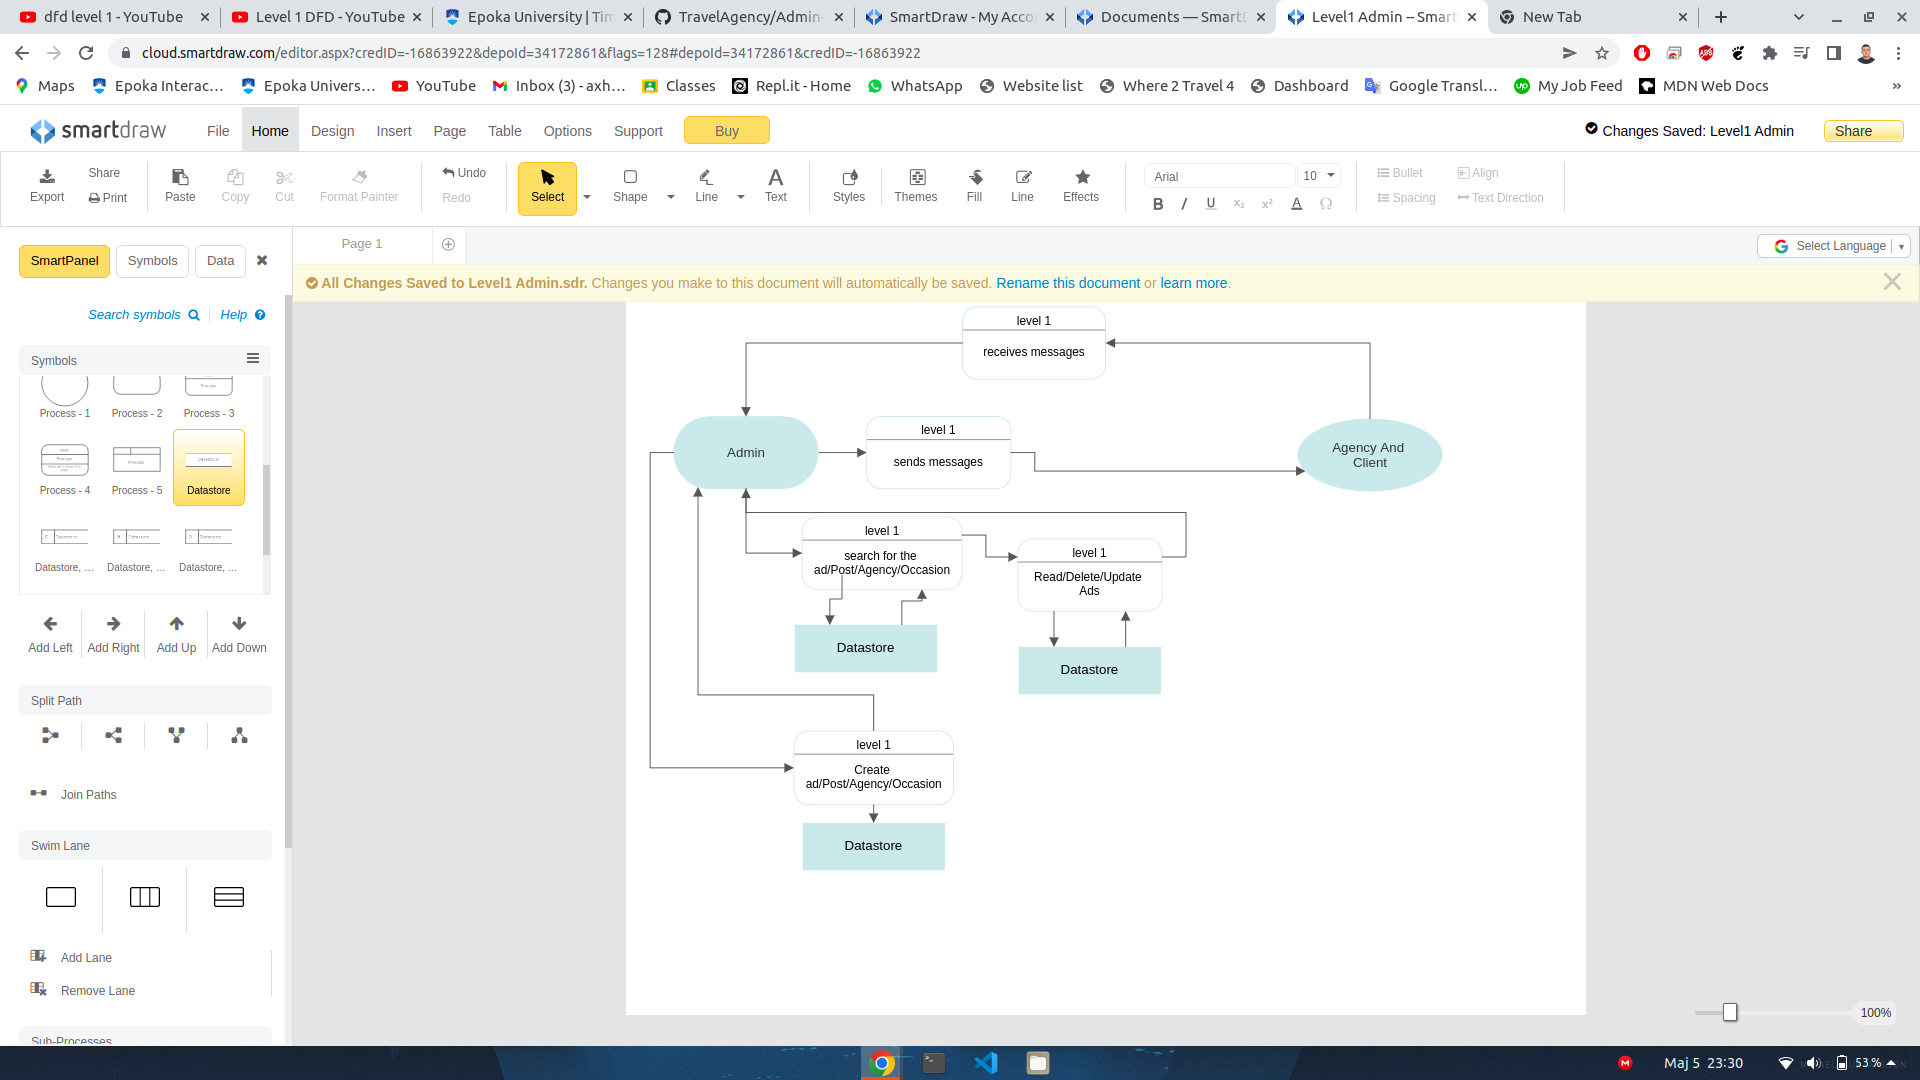 dfd level 1 - YouTube
Level 1 DFD - YouTube
Epoka University | Tim
TravelAgency/Admin-
SmartDraw - My Acco
Documents — SmartD
Level1 Admin -- Smart
New Tab
cloud.smartdraw.com/editor.aspx?credID=-16863922&depoId=34172861&flags=128#depoId=34172861&credID=-16863922
Maps
Epoka Interac…
Epoka Univers…
YouTube
Inbox (3) - axh…
Classes
Repl.it - Home
WhatsApp
Website list
Where 2 Travel 4
Dashboard
Google Transl…
My Job Feed
MDN Web Docs
»
smartdraw
File
Home
Design
Insert
Page
Table
Options
Support
Buy
Changes Saved: Level1 Admin
Share
Export
Share
Print
Paste
Copy
Cut
Format Painter
Undo
Redo
Select
Shape
Line
Text
Styles
Themes
Fill
Line
Effects
Arial
10
B I U x₂ x² A Ω
Bullet
Align
Spacing
Text Direction
SmartPanel
Symbols
Data
Page 1
Select Language
All Changes Saved to Level1 Admin.sdr. Changes you make to this document will automatically be saved. Rename this document or learn more.
Search symbols
Help
Symbols
Process - 1
Process - 2
Process - 3
Process - 4
Process - 5
Datastore
Datastore, …
Datastore, …
Datastore, …
Add Left
Add Right
Add Up
Add Down
Split Path
Join Paths
Swim Lane
Add Lane
Remove Lane
Sub-Processes
level 1
receives messages
Admin
level 1
sends messages
Agency And
Client
level 1
search for the
ad/Post/Agency/Occasion
level 1
Read/Delete/Update
Ads
Datastore
Datastore
level 1
Create
ad/Post/Agency/Occasion
Datastore
100%
Maj 5 23:30
53 %